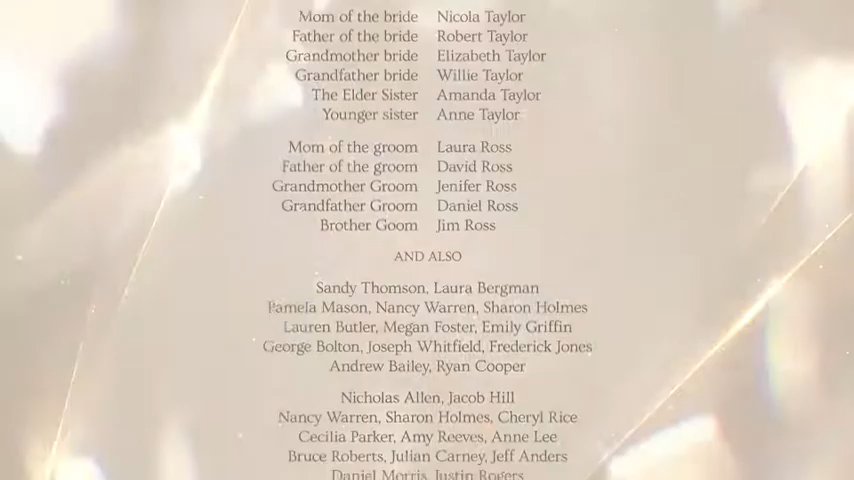 Mom of the bride Nicola Taylor
Father of the bride Robert Taylor
Grandmother bride Elizabeth Taylor
Grandfather bride Willie Taylor
The Elder Sister Amanda Taylor
Younger sister Anne Taylor
Mom of the groom Laura Ross
Father of the groom David Ross
Grandmother Groom Jenifer Ross
Grandfather Groom Daniel Ross
Brother Goom Jim Ross
AND ALSO
Sandy Thomson, Laura Bergman
Pamela Mason, Nancy Warren, Sharon Holmes
Lauren Butler, Megan Foster, Emily Griffin
George Bolton, Joseph Whitfield, Frederick Jones
Andrew Bailey, Ryan Cooper
Nicholas Allen, Jacob Hill
Nancy Warren, Sharon Holmes, Cheryl Rice
Cecilia Parker, Amy Reeves, Anne Lee
Bruce Roberts, Julian Carney, Jeff Anders
Daniel Morris, Justin Rogers